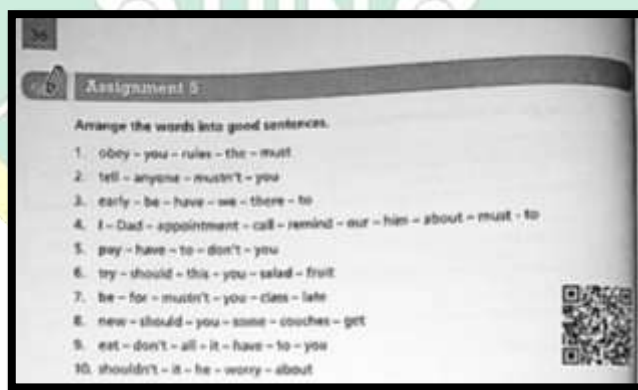 36
Assignment 5
Arrange the words into good sentences.
1. obey – you – rules – the – must
2. tell – anyone – mustn't – you
3. early – be – have – we – there – to
4. I – Dad – appointment – call – remind – our – him – about – must - to
5. pay – have – to – don't – you
6. try – should – this – you – salad – fruit
7. be – for – mustn't – you – class – late
8. new – should – you – some – couches – get
9. eat – don't – all – it – have – to – you
10. shouldn't – it – he – worry – about